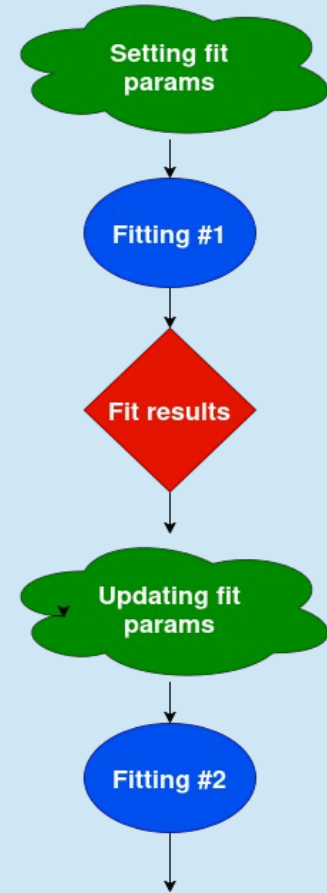 Setting fit
params
Fitting #1
Fit results
Updating fit
params
Fitting #2